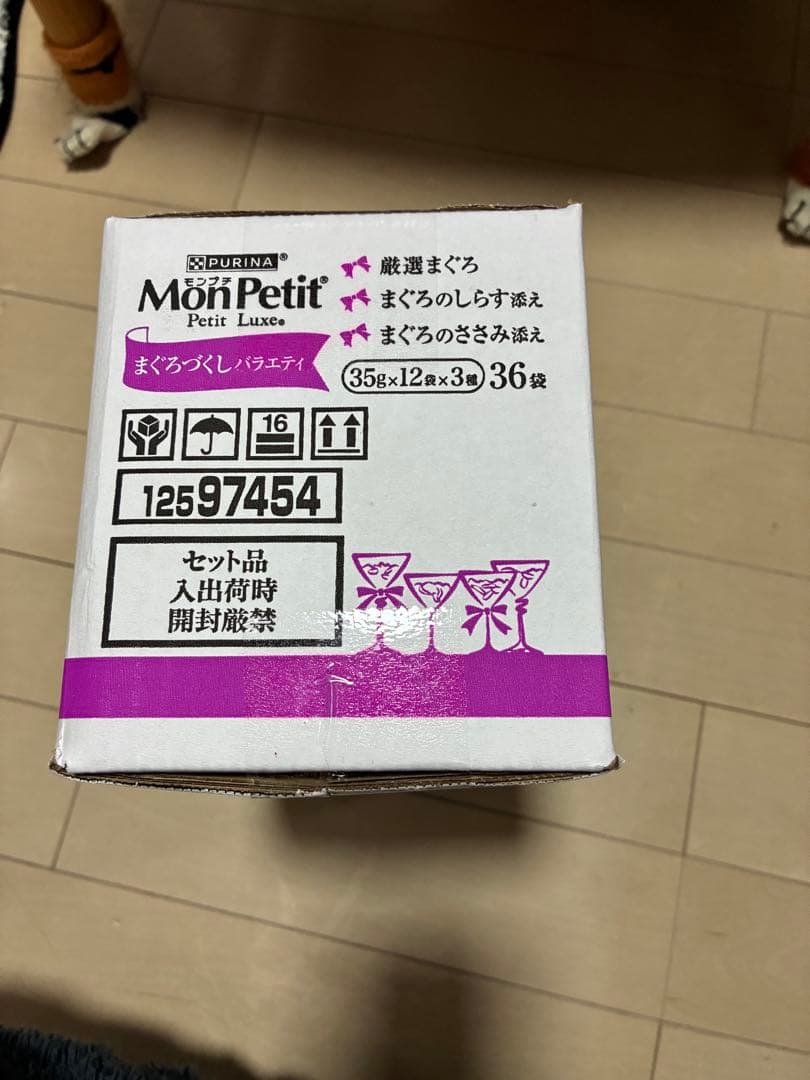 PURINA®
モンプチ
MonPetit®
Petit Luxe®
まぐろづくしバラエティ
厳選まぐろ
まぐろのしらす添え
まぐろのささみ添え
35g×12袋×3種 36袋
16
12597454
セット品
入出荷時
開封厳禁